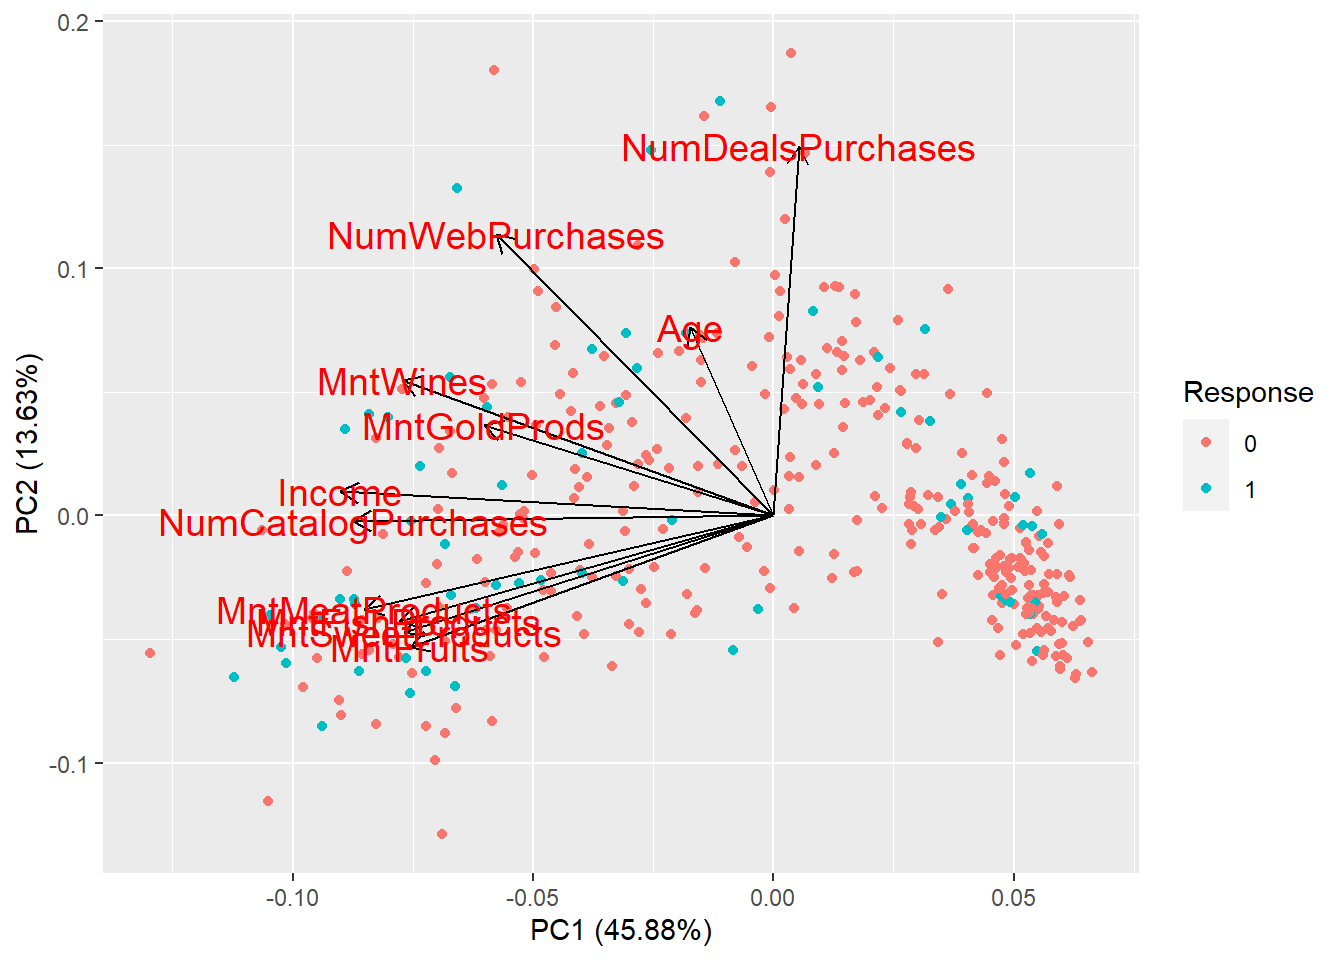 0.2
NumDealsPurchases
NumWebPurchases
0.1
Age
MntWines
MntGoldProds
Income
0.0
NumCatalogPurchases
MntMeatProducts
MntFishProducts
MntSweetProducts
MntFruits
-0.1
-0.10
-0.05
0.00
0.05
PC1 (45.88%)
PC2 (13.63%)
Response
0
1